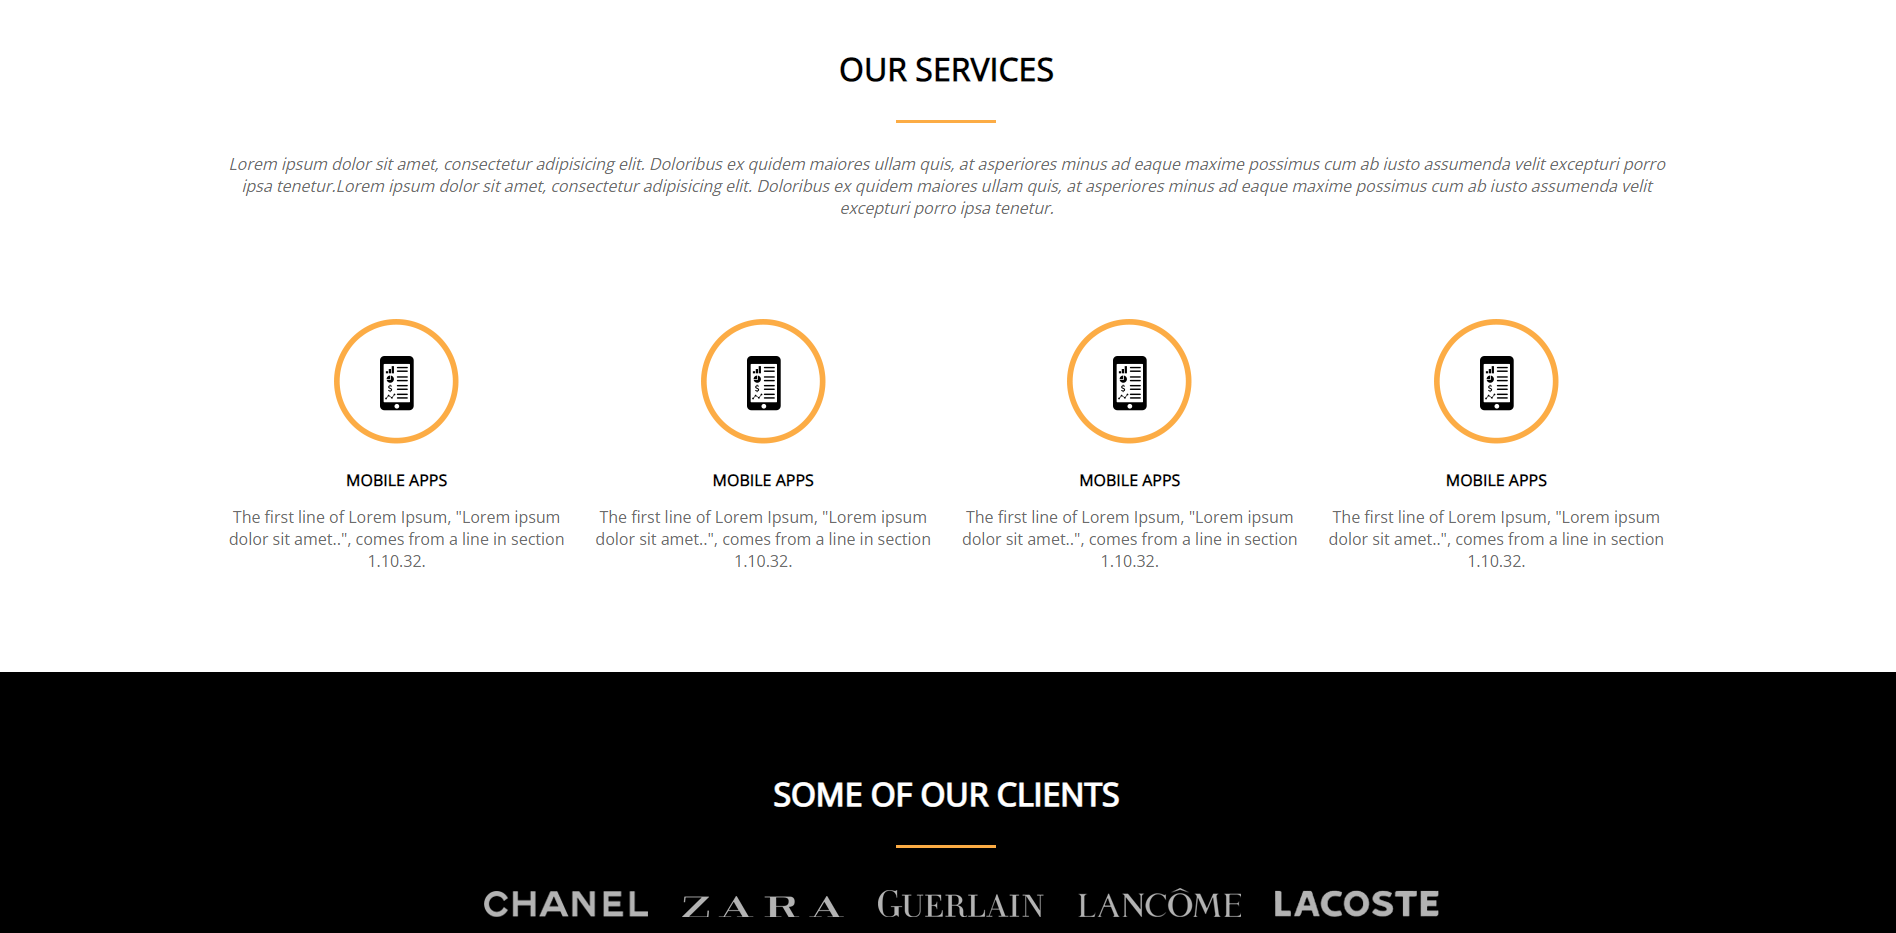 OUR SERVICES
Lorem ipsum dolor sit amet, consectetur adipisicing elit. Doloribus ex quidem maiores ullam quis, at asperiores minus ad eaque maxime possimus cum ab iusto assumenda velit excepturi porro
ipsa tenetur.Lorem ipsum dolor sit amet, consectetur adipisicing elit. Doloribus ex quidem maiores ullam quis, at asperiores minus ad eaque maxime possimus cum ab iusto assumenda velit
excepturi porro ipsa tenetur.
MOBILE APPS
The first line of Lorem Ipsum, "Lorem ipsum
dolor sit amet..", comes from a line in section
1.10.32.
MOBILE APPS
The first line of Lorem Ipsum, "Lorem ipsum
dolor sit amet..", comes from a line in section
1.10.32.
MOBILE APPS
The first line of Lorem Ipsum, "Lorem ipsum
dolor sit amet..", comes from a line in section
1.10.32.
MOBILE APPS
The first line of Lorem Ipsum, "Lorem ipsum
dolor sit amet..", comes from a line in section
1.10.32.
SOME OF OUR CLIENTS
CHANEL ZARA GUERLAIN LANCÔME LACOSTE